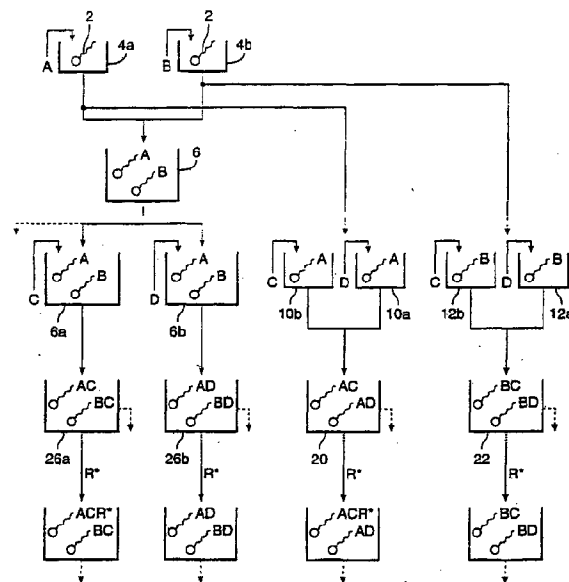 2 2
A 4a B 4b
A 6
B
A A A A B B
C B D B C D C D
6a 6b 10b 10a 12b 12a
AC AD AC BC
BC BD AD BD
26a 26b 20 22
R* R* R* R*
ACR* AD ACR* BC
BC BD AD BD